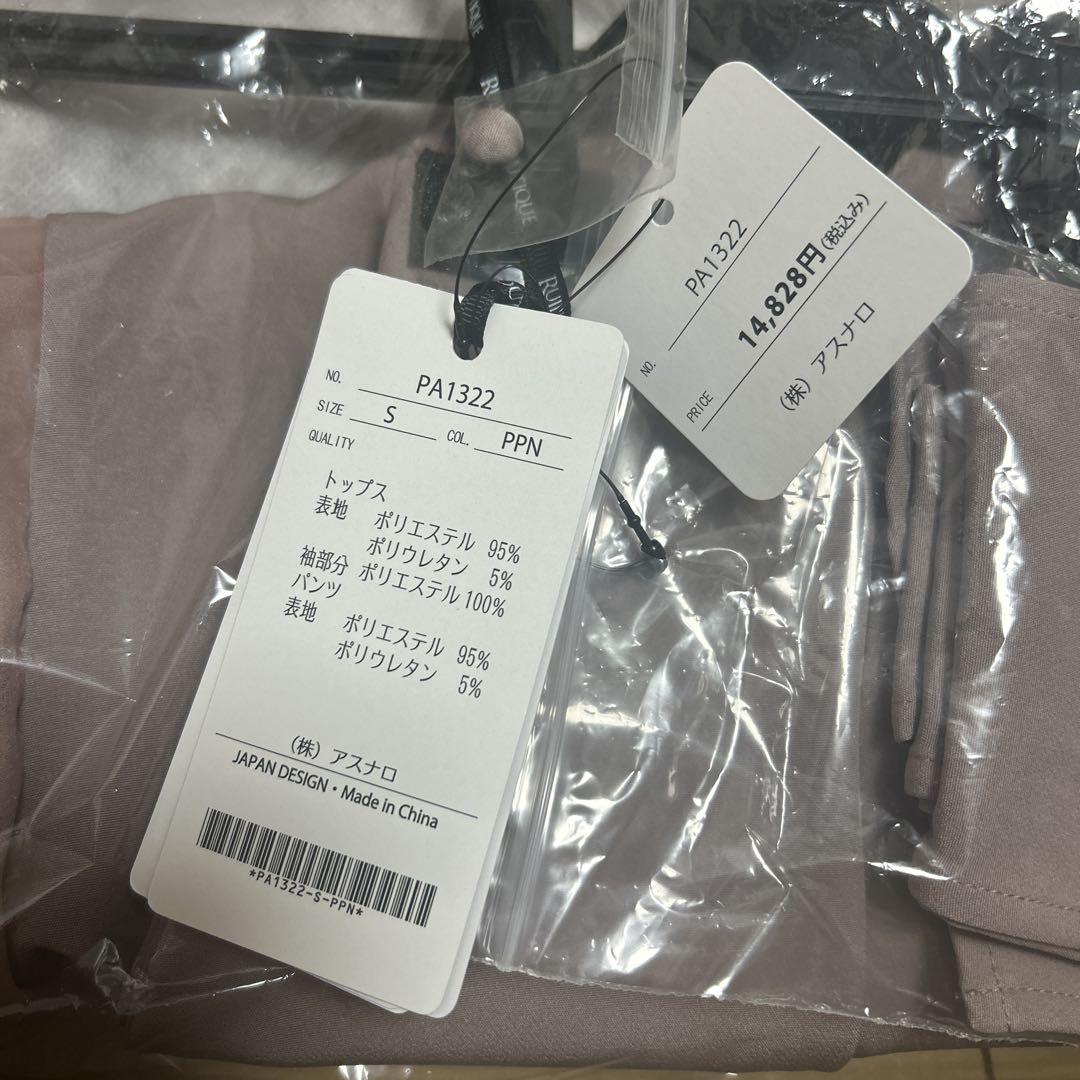 NO. PA1322
PRICE 14,828円(税込み)
(株) アスナロ
NO. PA1322
SIZE S COL. PPN
QUALITY
トップス
表地 ポリエステル 95%
ポリウレタン 5%
袖部分 ポリエステル 100%
パンツ
表地 ポリエステル 95%
ポリウレタン 5%
(株) アスナロ
JAPAN DESIGN・Made in China
*PA1322-S-PPN*